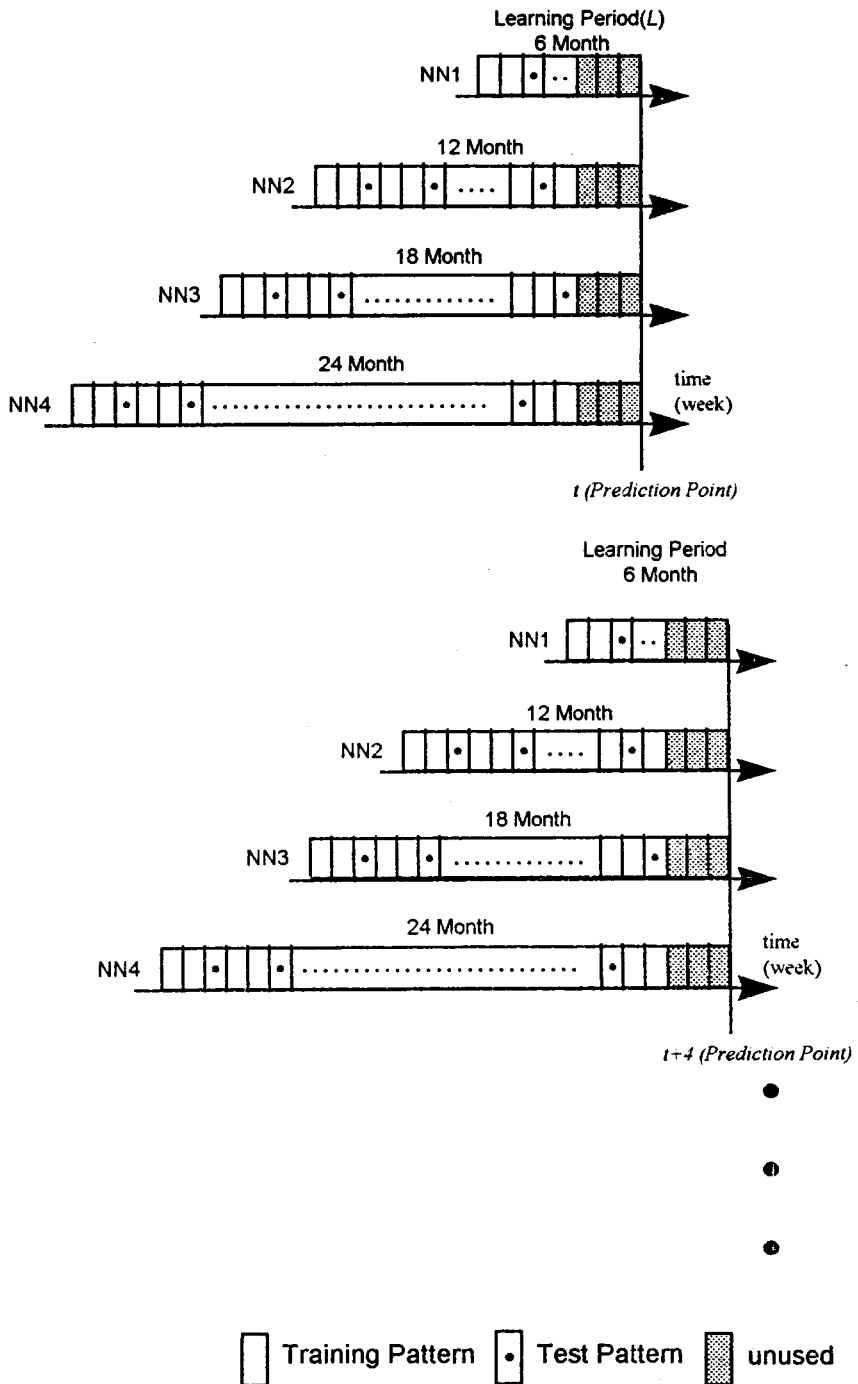 Learning Period(L)
6 Month
NN1
12 Month
NN2
18 Month
NN3
24 Month
NN4
time
(week)
t (Prediction Point)
Learning Period
6 Month
NN1
12 Month
NN2
18 Month
NN3
24 Month
NN4
time
(week)
t+4 (Prediction Point)
Training Pattern
Test Pattern
unused